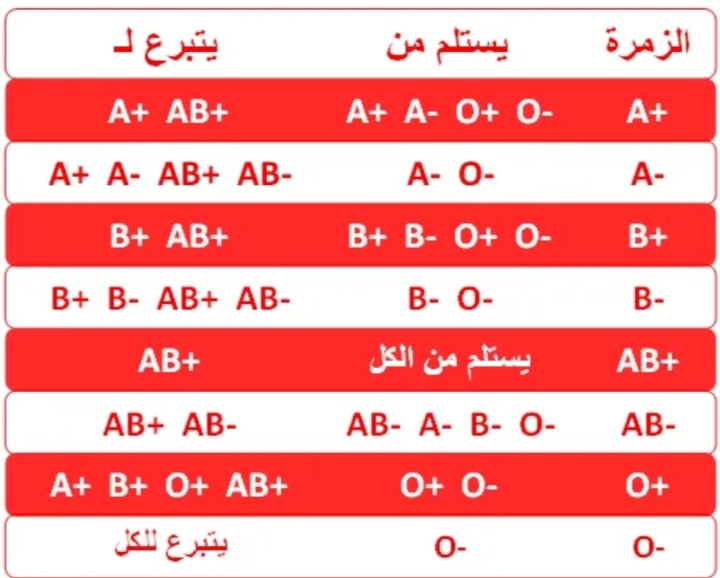 الزمرة يستلم من يتبرع لـ
A+ A+ A- O+ O- A+ AB+
A- A- O- A+ A- AB+ AB-
B+ B+ B- O+ O- B+ AB+
B- B- O- B+ B- AB+ AB-
AB+ يستلم من الكل AB+
AB- AB- A- B- O- AB+ AB-
O+ O+ O- A+ B+ O+ AB+
O- O- يتبرع للكل